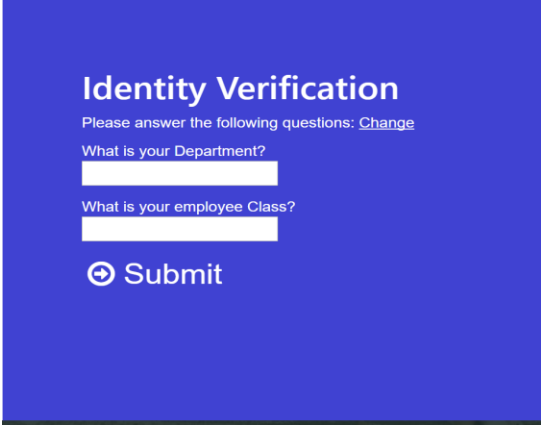 Identity Verification
Please answer the following questions: Change
What is your Department?
What is your employee Class?
Submit